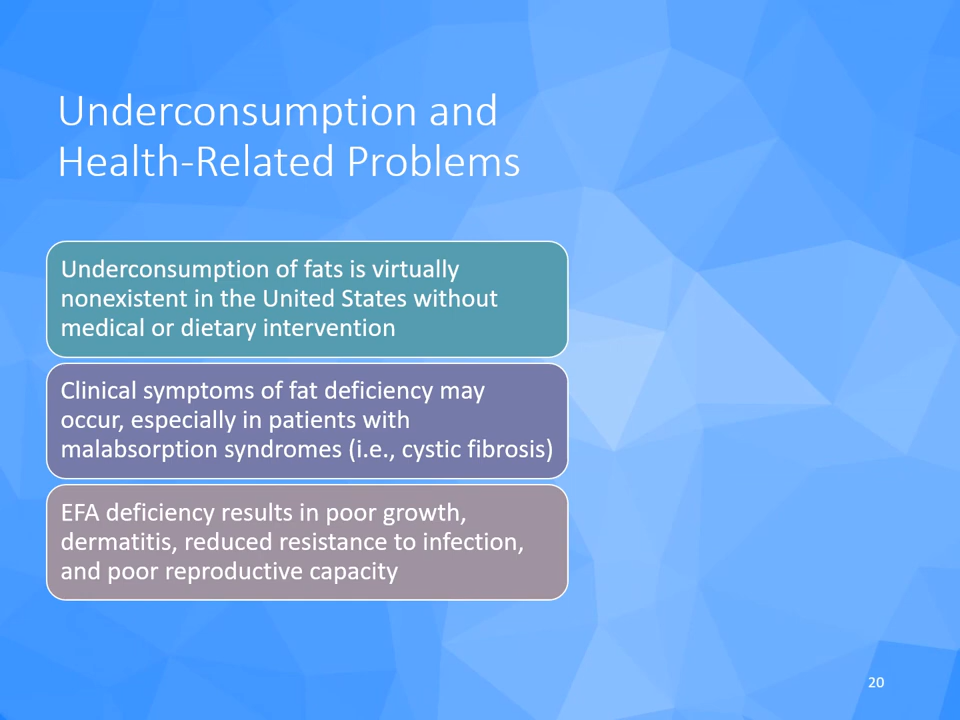 Underconsumption and
Health-Related Problems
Underconsumption of fats is virtually
nonexistent in the United States without
medical or dietary intervention
Clinical symptoms of fat deficiency may
occur, especially in patients with
malabsorption syndromes (i.e., cystic fibrosis)
EFA deficiency results in poor growth,
dermatitis, reduced resistance to infection,
and poor reproductive capacity
20